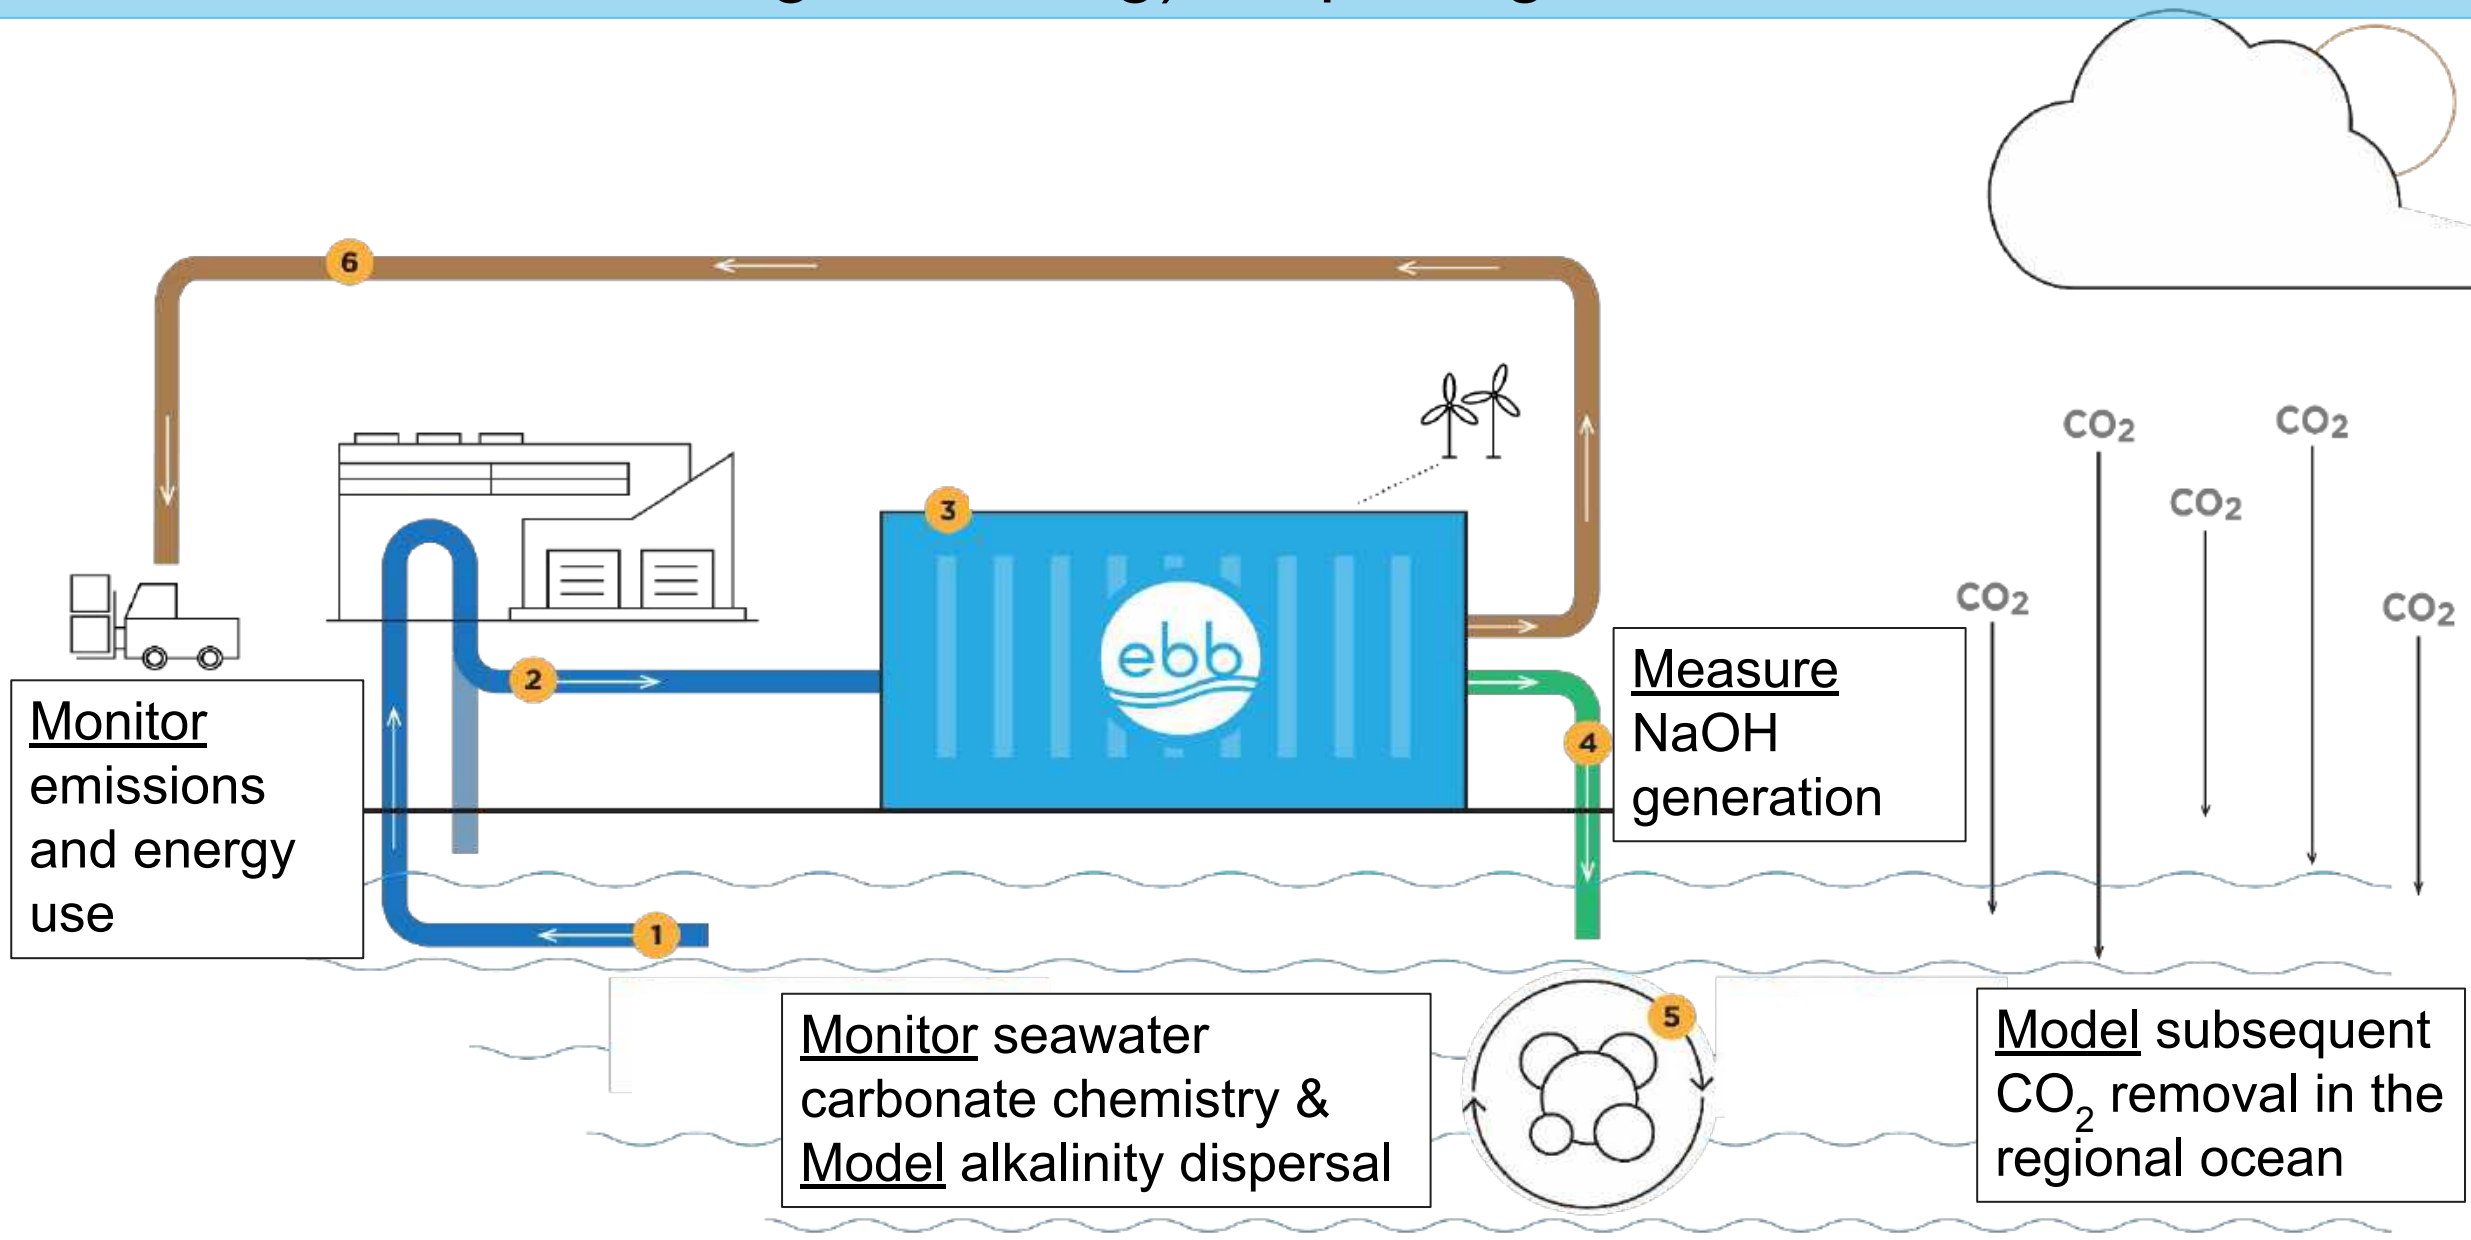 6
3
CO2
CO2
CO2
CO2
CO2
ebb
2
4
1
5
Monitor
emissions
and energy
use
Measure
NaOH
generation
Monitor seawater
carbonate chemistry &
Model alkalinity dispersal
Model subsequent
CO2 removal in the
regional ocean